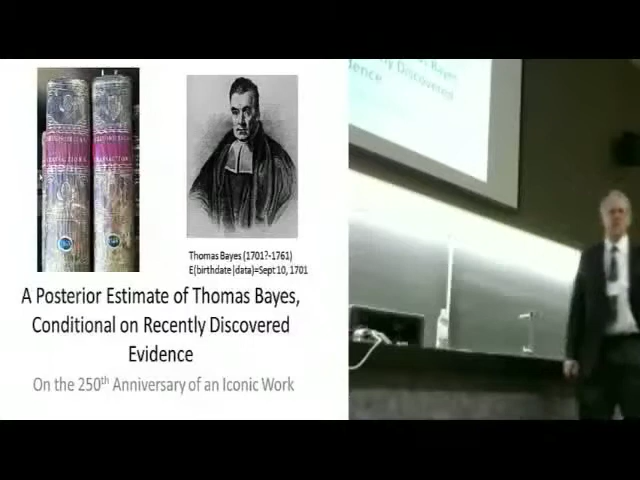 Thomas Bayes (1701?-1761)
E(birthdate|data)=Sept 10, 1701
A Posterior Estimate of Thomas Bayes,
Conditional on Recently Discovered
Evidence
On the 250th Anniversary of an Iconic Work
Discovered